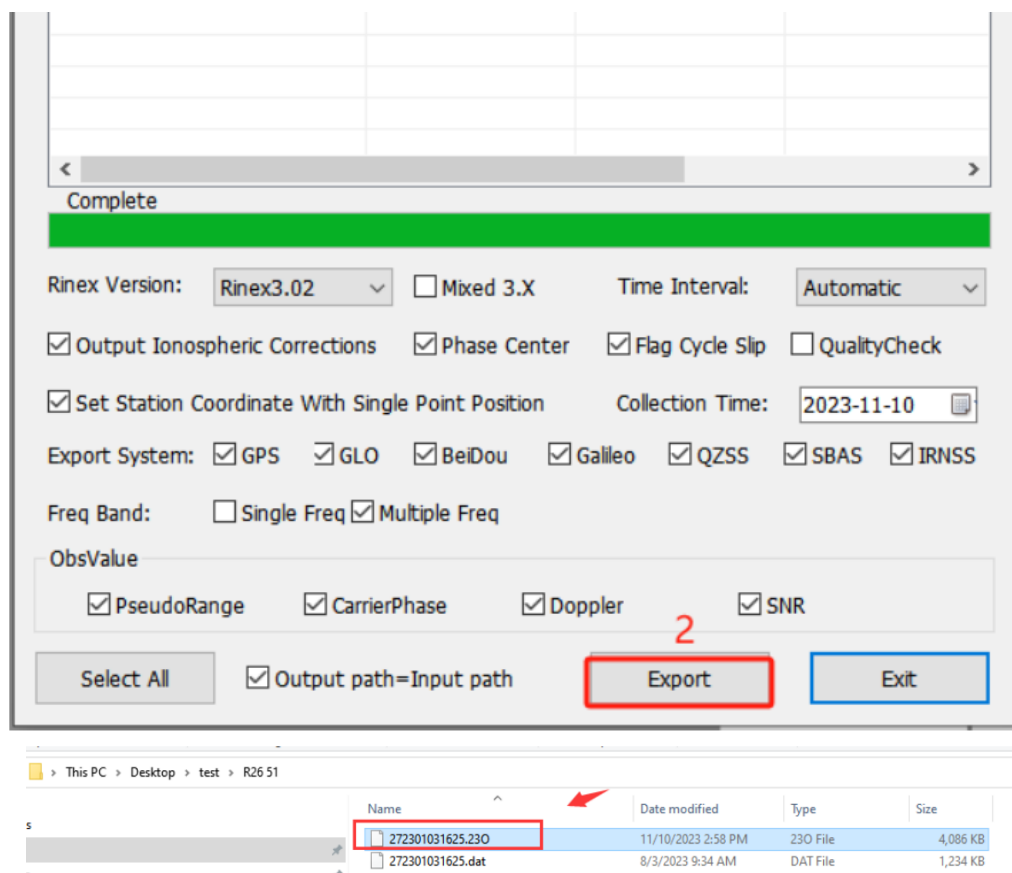 Complete
Rinex Version: Rinex3.02 Mixed 3.X Time Interval: Automatic
Output Ionospheric Corrections Phase Center Flag Cycle Slip QualityCheck
Set Station Coordinate With Single Point Position Collection Time: 2023-11-10
Export System: GPS GLO BeiDou Galileo QZSS SBAS IRNSS
Freq Band: Single Freq Multiple Freq
ObsValue
PseudoRange CarrierPhase Doppler SNR
2
Select All Output path=Input path Export Exit
> This PC > Desktop > test > R26 51
Name Date modified Type Size
s
272301031625.23O 11/10/2023 2:58 PM 23O File 4,086 KB
272301031625.dat 8/3/2023 9:34 AM DAT File 1,234 KB